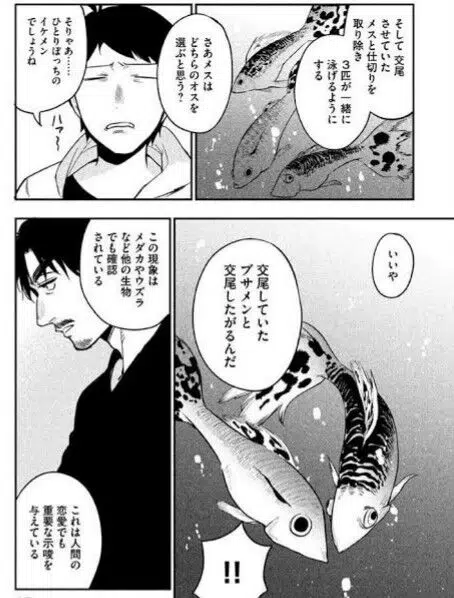 そして 交尾
させていた
メスと仕切りを
取り除き
3匹が一緒に
泳げるように
する
さあメスは
どちらのオスを
選ぶと思う？
そりゃあ……
ひとりぼっちの
イケメン
でしょうね
ハァ〜
いいや
交尾していた
ブサメンと
交尾したがるんだ
!!
この現象は
メダカやウズラ
など他の生物
でも確認
されている
これは人間の
恋愛でも
重要な示唆を
与えている